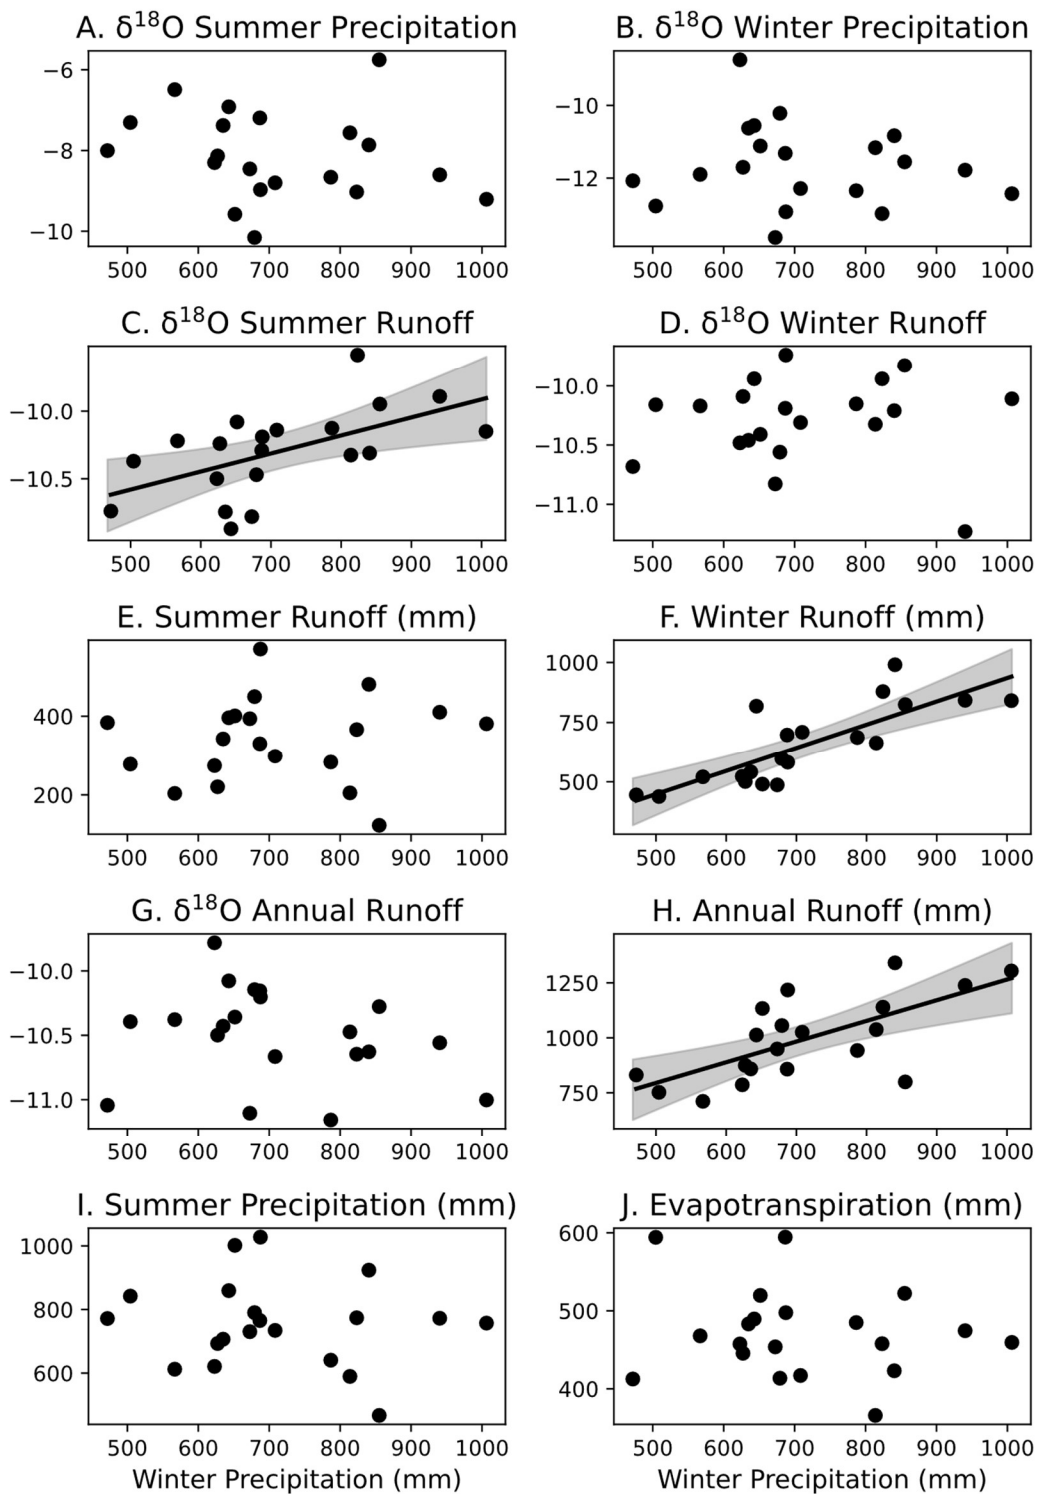 A. δ¹⁸O Summer Precipitation
−6
−8
−10
500 600 700 800 900 1000
B. δ¹⁸O Winter Precipitation
−10
−12
500 600 700 800 900 1000
C. δ¹⁸O Summer Runoff
−10.0
−10.5
500 600 700 800 900 1000
D. δ¹⁸O Winter Runoff
−10.0
−10.5
−11.0
500 600 700 800 900 1000
E. Summer Runoff (mm)
400
200
500 600 700 800 900 1000
F. Winter Runoff (mm)
1000
750
500
500 600 700 800 900 1000
G. δ¹⁸O Annual Runoff
−10.0
−10.5
−11.0
500 600 700 800 900 1000
H. Annual Runoff (mm)
1250
1000
750
500 600 700 800 900 1000
I. Summer Precipitation (mm)
1000
800
600
500 600 700 800 900 1000
Winter Precipitation (mm)
J. Evapotranspiration (mm)
600
500
400
500 600 700 800 900 1000
Winter Precipitation (mm)